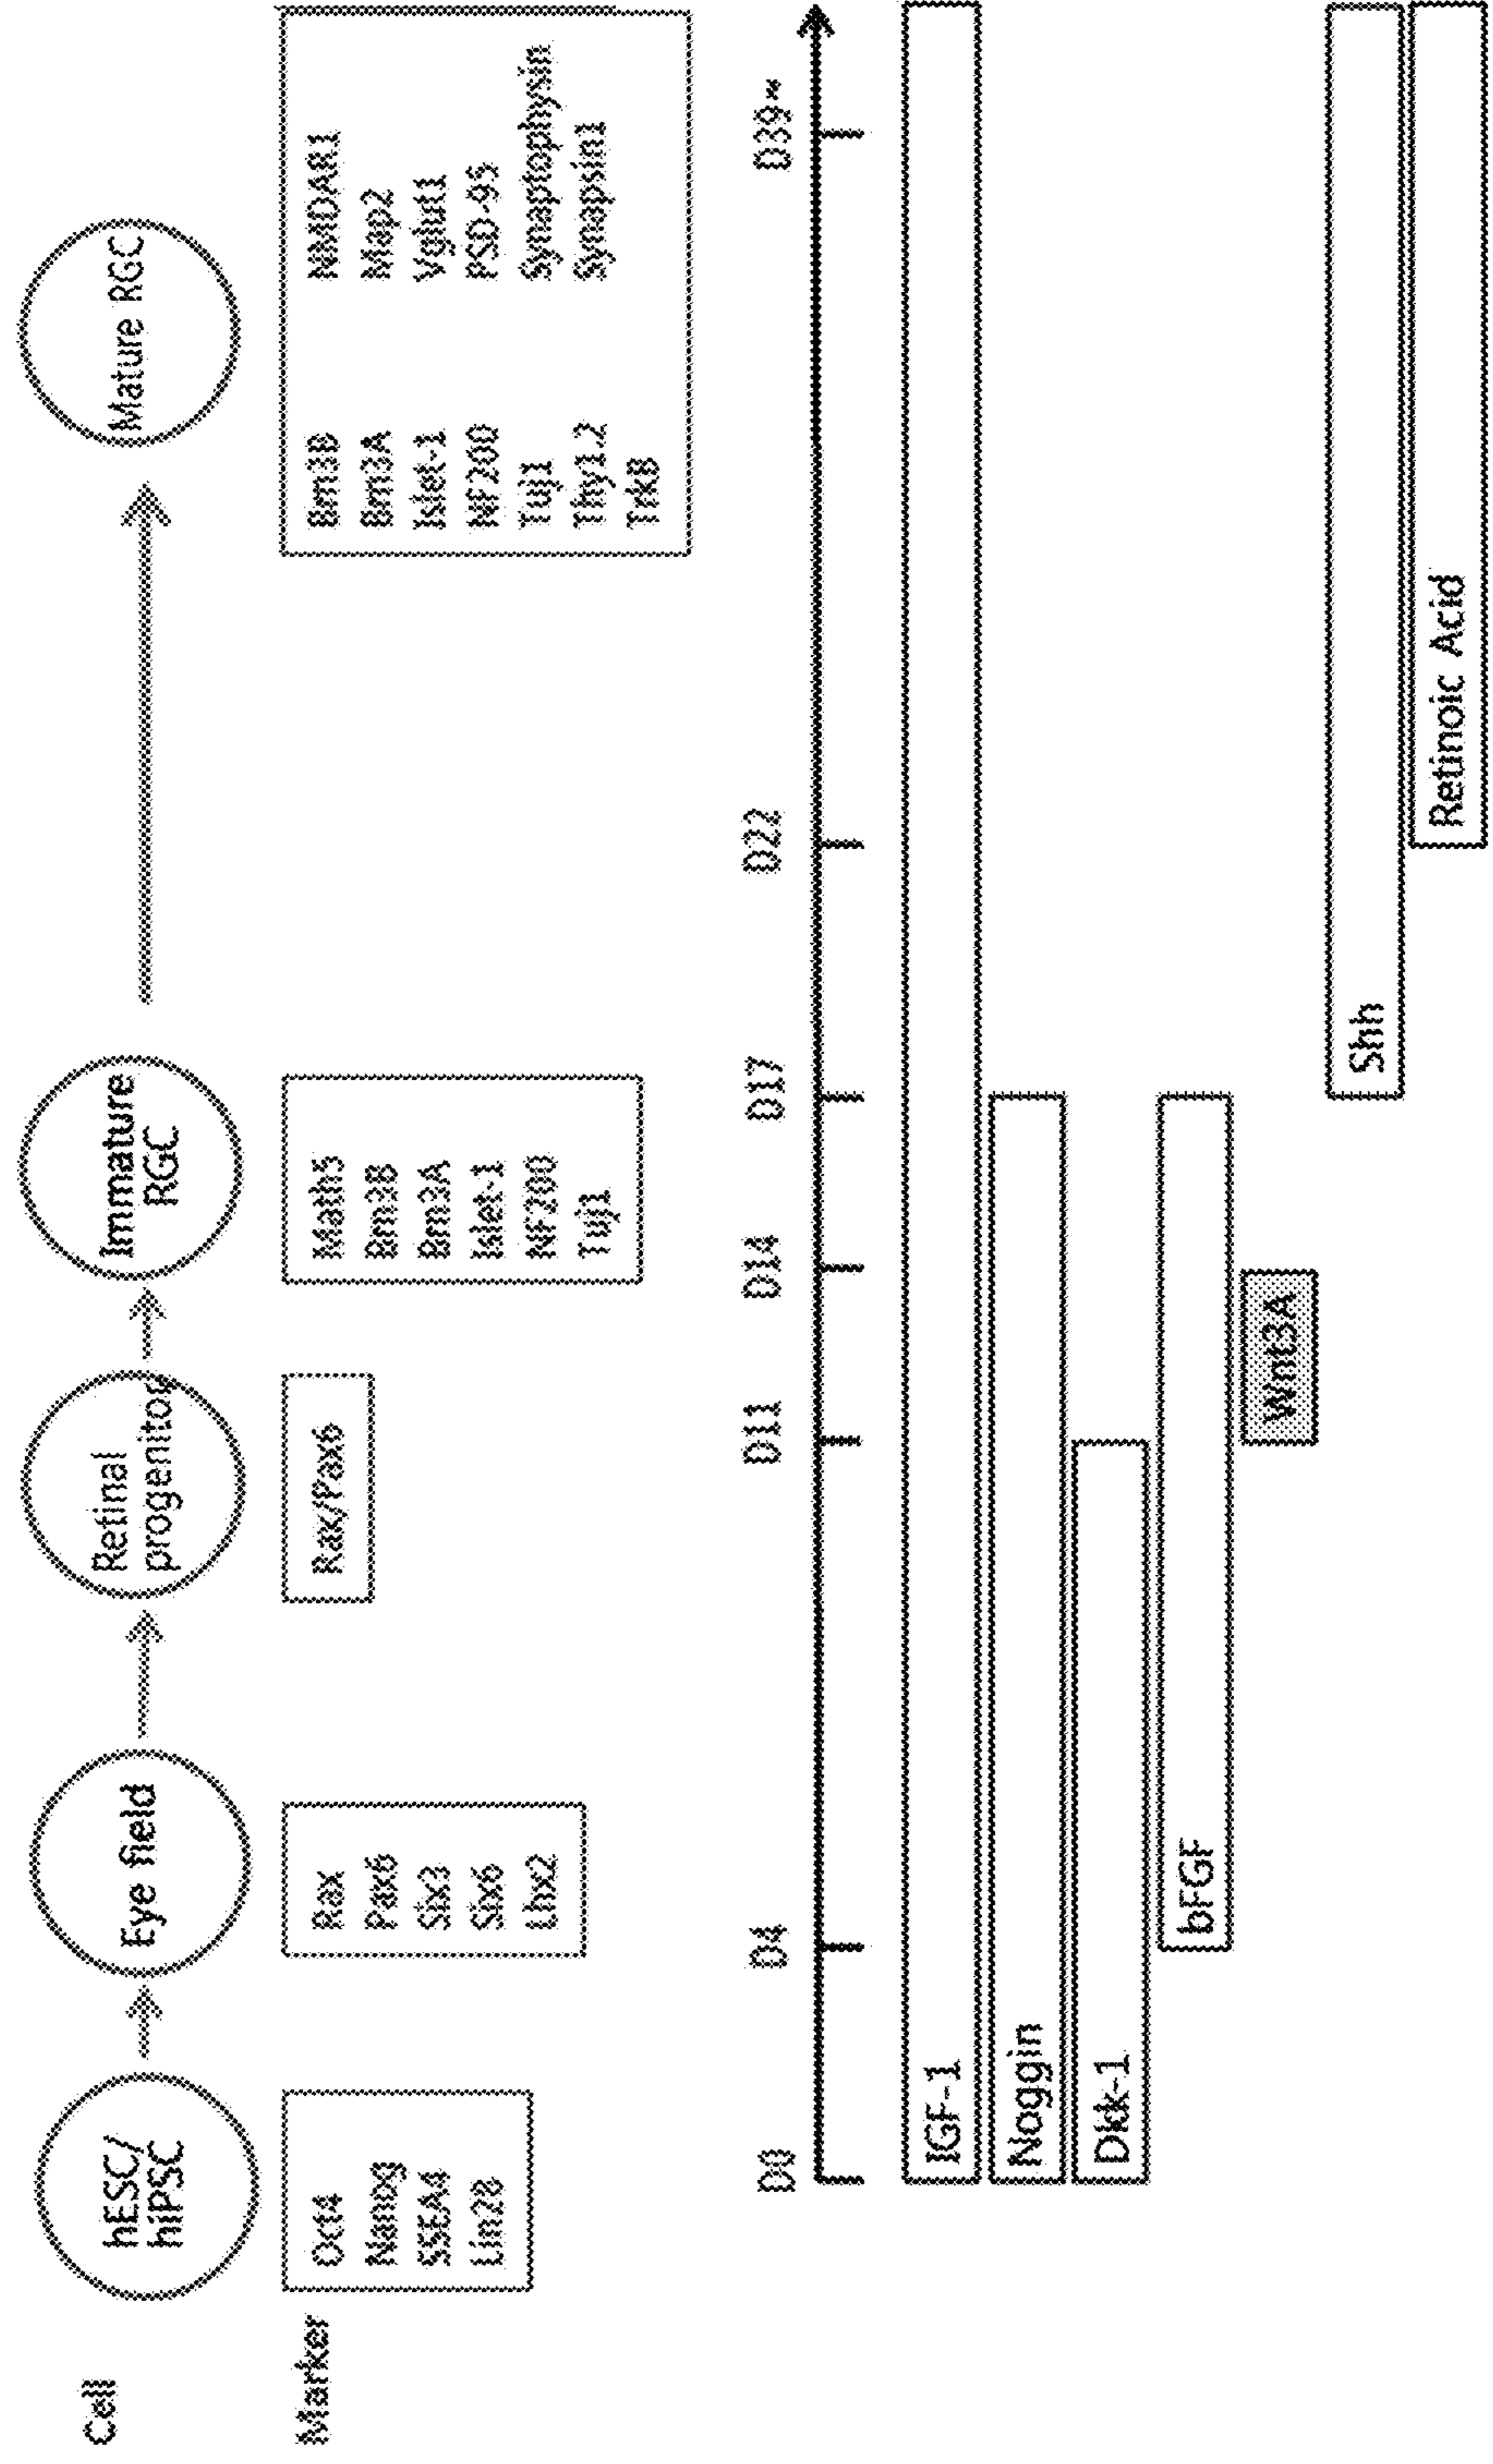 Cell
hESC/
hiPSC
Eye field
Retinal
progenitor
Immature
RGC
Mature RGC
Marker
Oct4
Nanog
SSEA4
Lin28
Rax
Pax6
Six3
Six6
Lhx2
Rax/Pax6
Math5
Brn3B
Brn3A
Islet-1
NF200
Tuj1
Brn3B
Brn3A
Islet-1
NF200
Tuj1
Thy1.2
TrkB
NMDAR1
Map2
Vglut1
PSD-95
Synaptophysin
Synapsin1
D0
D4
D11
D14
D17
D22
D39~
IGF-1
Noggin
Dkk-1
bFGF
Wnt3A
Shh
Retinoic Acid